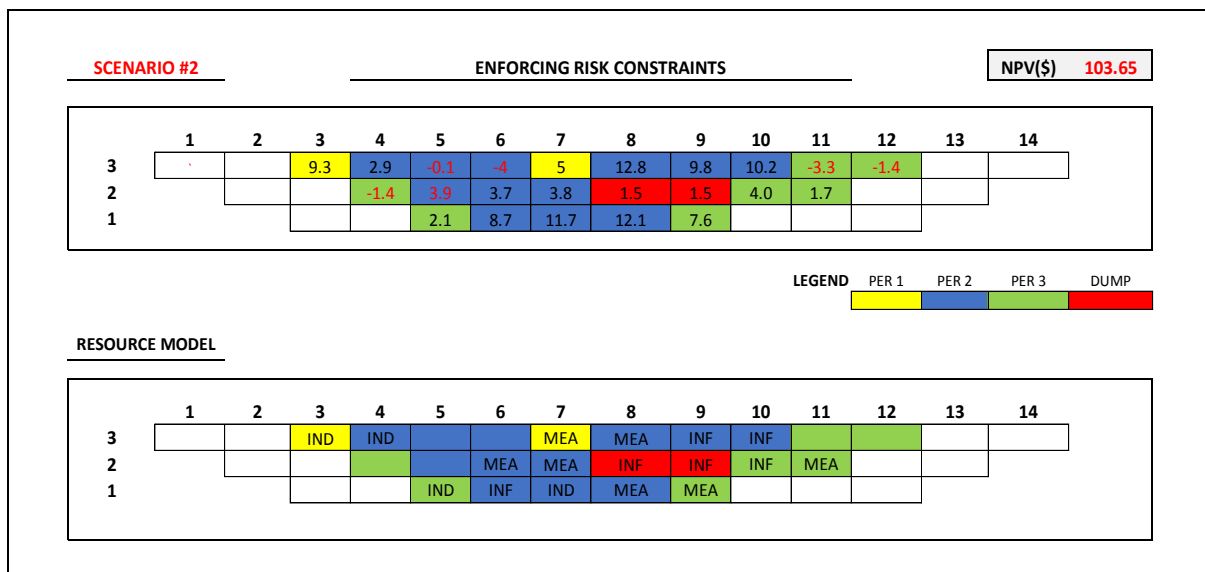 SCENARIO #2 ENFORCING RISK CONSTRAINTS NPV($) 103.65
1 2 3 4 5 6 7 8 9 10 11 12 13 14
3 ` 9.3 2.9 -0.1 -4 5 12.8 9.8 10.2 -3.3 -1.4
2 -1.4 3.9 3.7 3.8 1.5 1.5 4.0 1.7
1 2.1 8.7 11.7 12.1 7.6
LEGEND PER 1 PER 2 PER 3 DUMP
RESOURCE MODEL
1 2 3 4 5 6 7 8 9 10 11 12 13 14
3 IND IND MEA MEA INF INF
2 MEA MEA INF INF INF MEA
1 IND INF IND MEA MEA